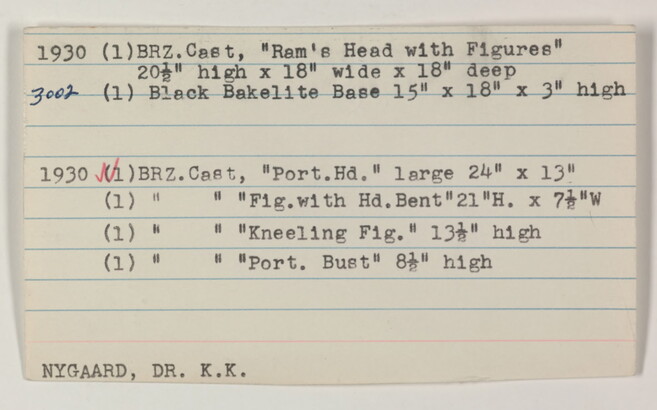 1930 (1)BRZ.Cast, "Ram's Head with Figures"
20½" high x 18" wide x 18" deep
3002 (1) Black Bakelite Base 15" x 18" x 3" high
1930 (1)BRZ.Cast, "Port.Hd." large 24" x 13"
(1) " " "Fig.with Hd.Bent"21"H. x 7½"W
(1) " " "Kneeling Fig." 13½" high
(1) " " "Port. Bust" 8½" high
NYGAARD, DR. K.K.